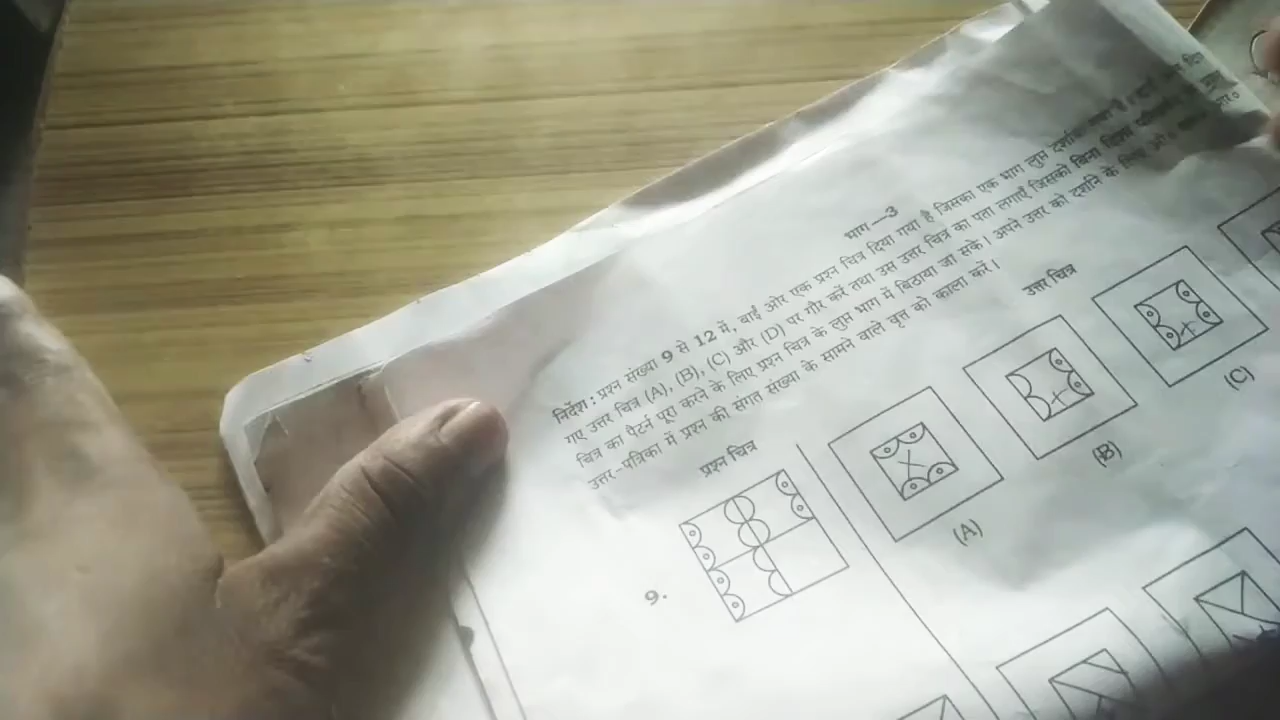 भाग—3
निर्देश : प्रश्न संख्या 9 से 12 में, बाईं ओर एक प्रश्न चित्र दिया गया है जिसका एक भाग लुप्त दर्शाया गया है।
गए उत्तर चित्र (A), (B), (C) और (D) पर गौर करें तथा उस उत्तर चित्र का पता लगाएँ जिसको बिना दिशा
चित्र का पैटर्न पूरा करने के लिए प्रश्न चित्र के लुप्त भाग में बिठाया जा सके। अपने उत्तर को दर्शाने के लिए
उत्तर-पत्रिका में प्रश्न की संगत संख्या के सामने वाले वृत्त को काला करें।
प्रश्न चित्र
उत्तर चित्र
9.
(A)
(B)
(C)